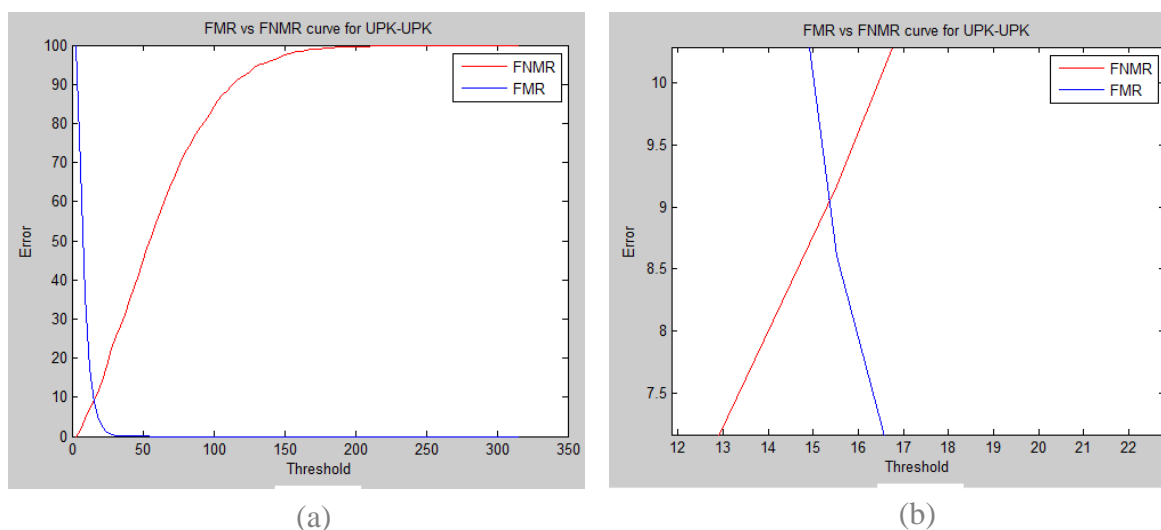 FMR vs FNMR curve for UPK-UPK
100
90
80
70
60
50
40
30
20
10
0
Error
FNMR
FMR
0 50 100 150 200 250 300 350
Threshold
(a)
FMR vs FNMR curve for UPK-UPK
10
9.5
9
8.5
8
7.5
Error
FNMR
FMR
12 13 14 15 16 17 18 19 20 21 22
Threshold
(b)